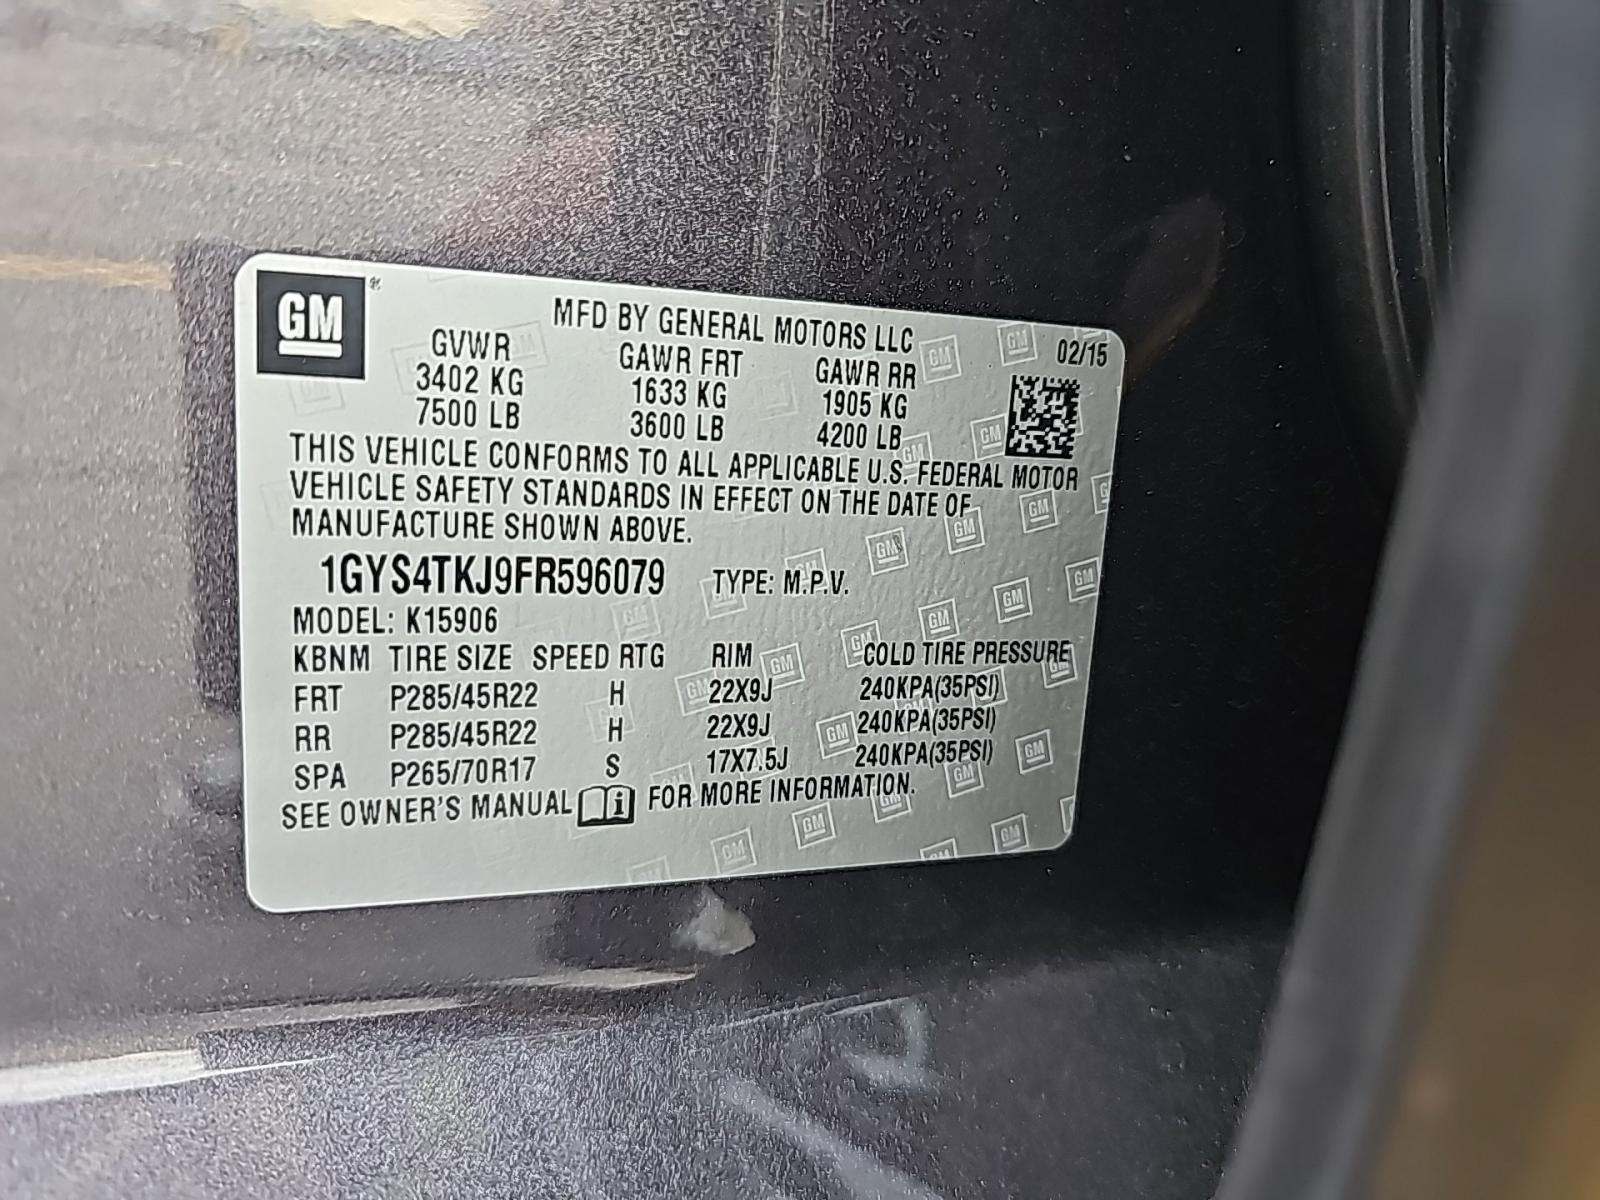 GM ®
MFD BY GENERAL MOTORS LLC
02/15
GVWR GAWR FRT GAWR RR
3402 KG 1633 KG 1905 KG
7500 LB 3600 LB 4200 LB
THIS VEHICLE CONFORMS TO ALL APPLICABLE U.S. FEDERAL MOTOR
VEHICLE SAFETY STANDARDS IN EFFECT ON THE DATE OF
MANUFACTURE SHOWN ABOVE.
1GYS4TKJ9FR596079 TYPE: M.P.V.
MODEL: K15906
KBNM TIRE SIZE SPEED RTG RIM COLD TIRE PRESSURE
FRT P285/45R22 H 22X9J 240KPA(35PSI)
RR P285/45R22 H 22X9J 240KPA(35PSI)
SPA P265/70R17 S 17X7.5J 240KPA(35PSI)
SEE OWNER'S MANUAL FOR MORE INFORMATION.